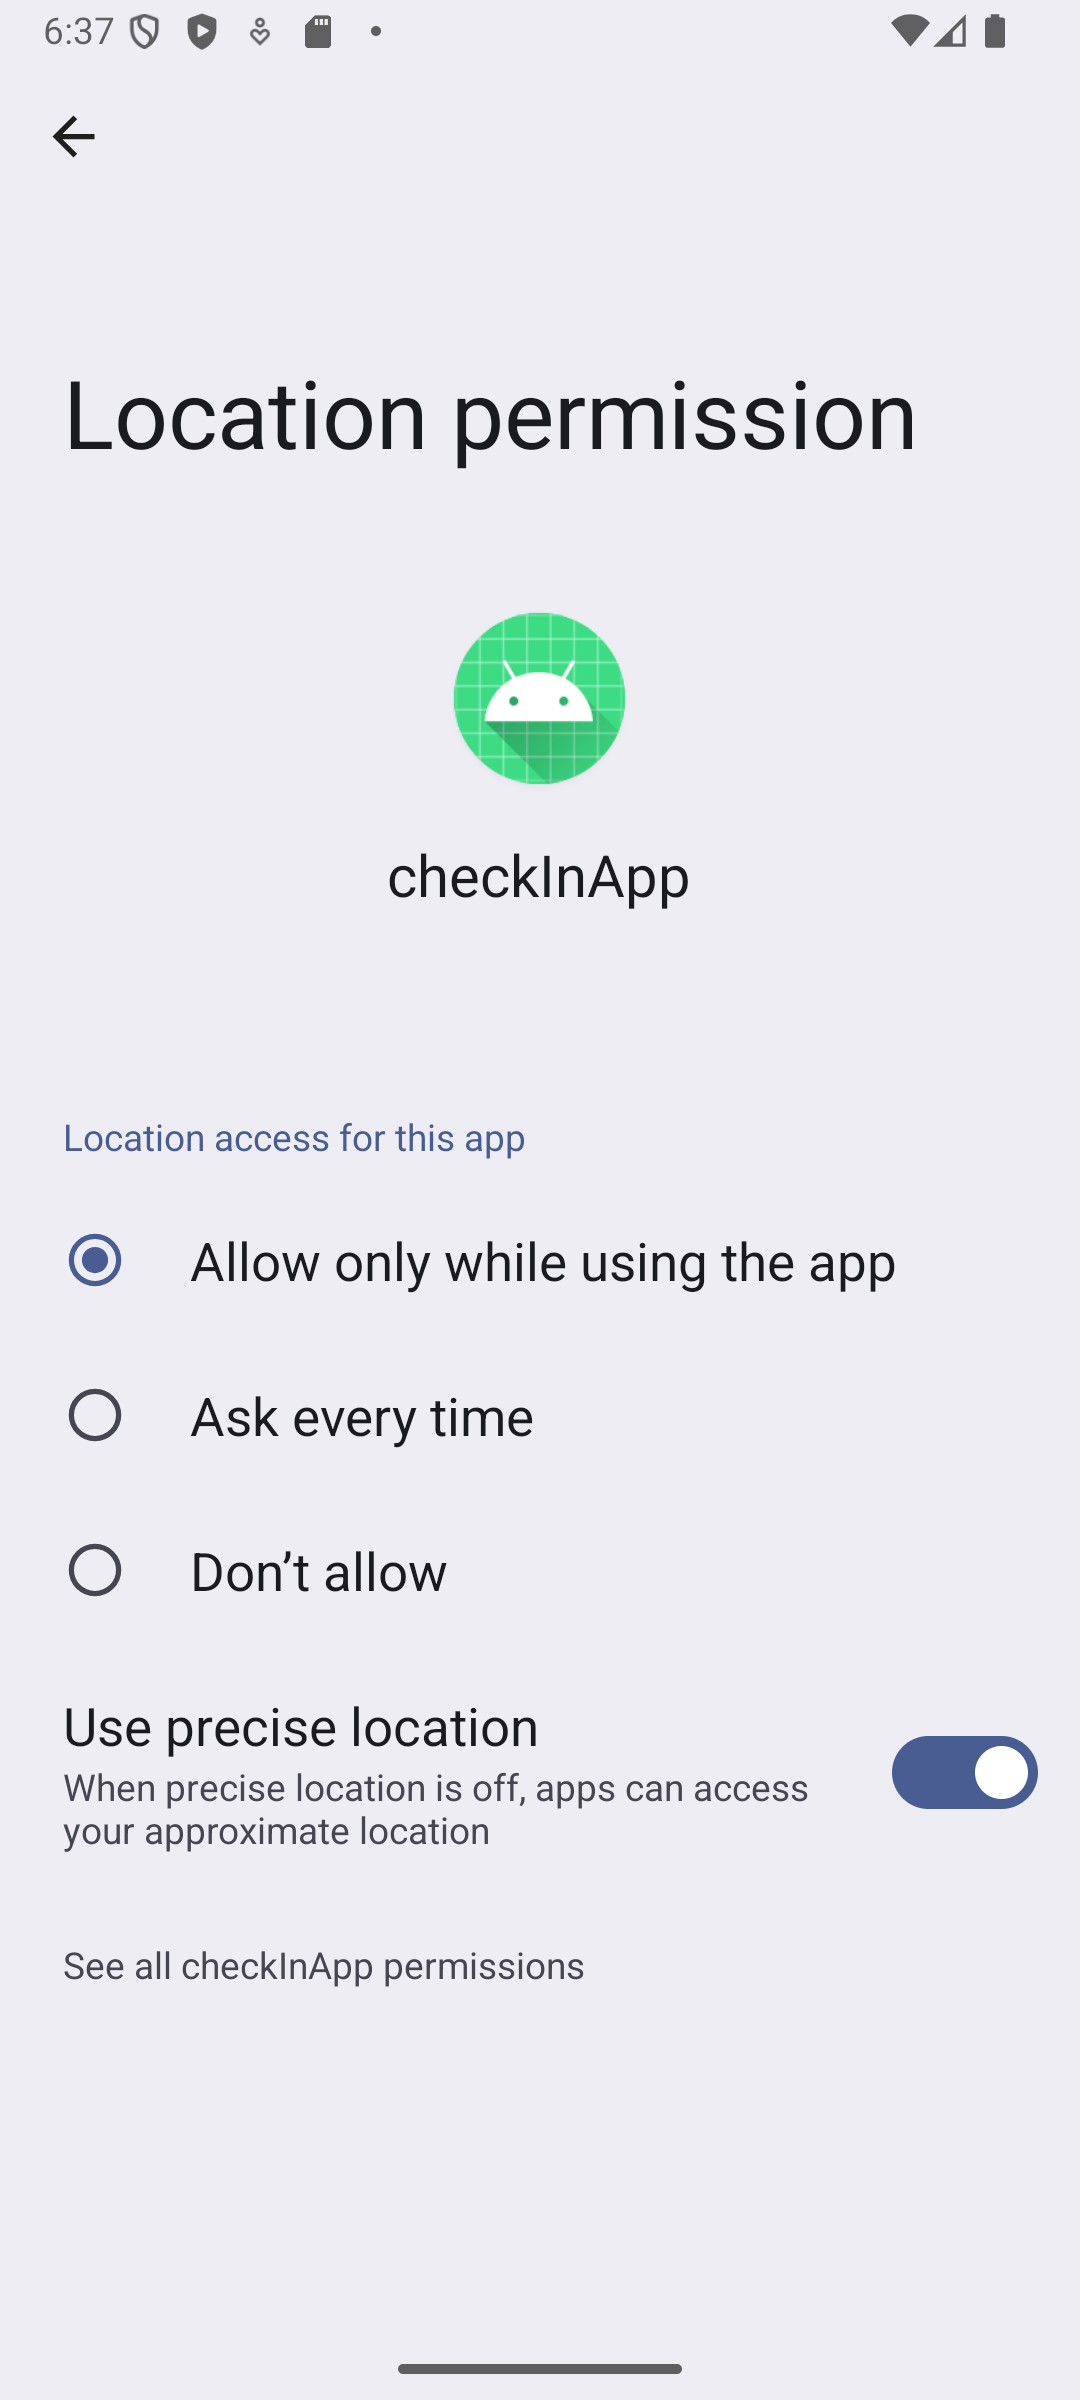 6:37
Location permission
checkInApp
Location access for this app
Allow only while using the app
Ask every time
Don’t allow
Use precise location
When precise location is off, apps can access
your approximate location
See all checkInApp permissions